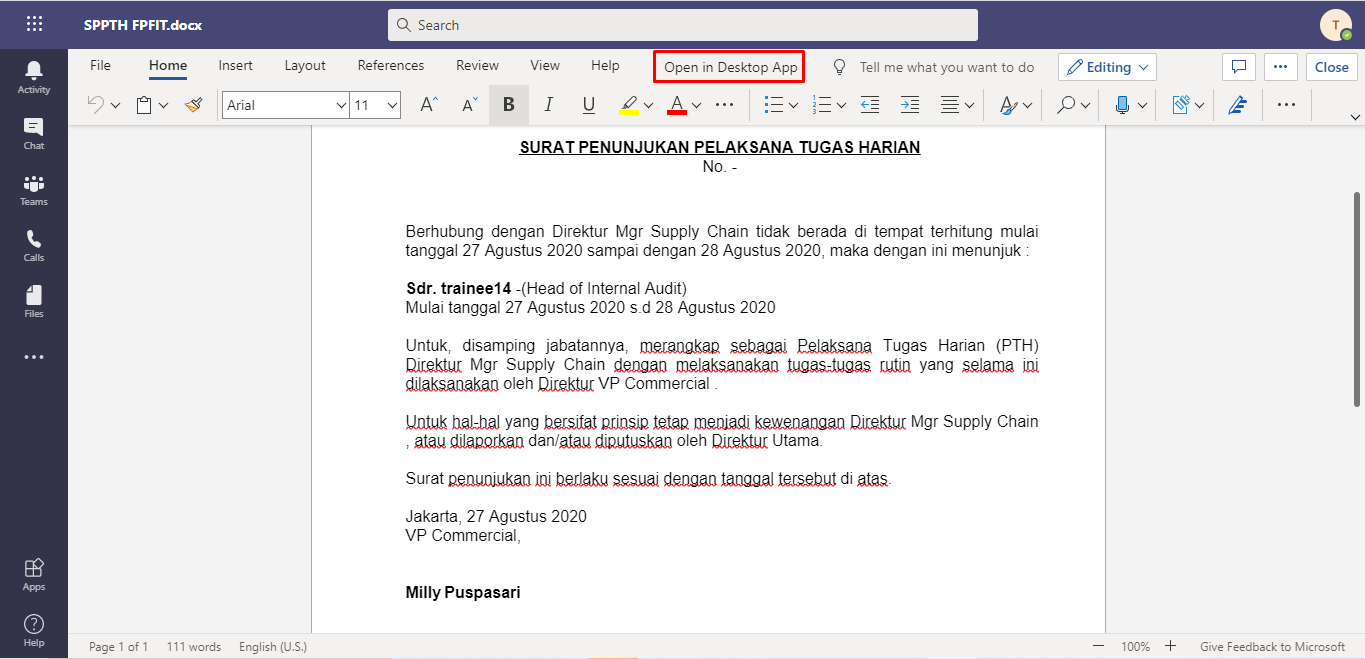 SPPTH FPFIT.docx
Search
T
Activity
Chat
Teams
Calls
Files
Apps
Help
File Home Insert Layout References Review View Help Open in Desktop App Tell me what you want to do Editing Close
Arial 11 A A B I U A
SURAT PENUNJUKAN PELAKSANA TUGAS HARIAN
No. -
Berhubung dengan Direktur Mgr Supply Chain tidak berada di tempat terhitung mulai
tanggal 27 Agustus 2020 sampai dengan 28 Agustus 2020, maka dengan ini menunjuk :
Sdr. trainee14 -(Head of Internal Audit)
Mulai tanggal 27 Agustus 2020 s.d 28 Agustus 2020
Untuk, disamping jabatannya, merangkap sebagai Pelaksana Tugas Harian (PTH)
Direktur Mgr Supply Chain dengan melaksanakan tugas-tugas rutin yang selama ini
dilaksanakan oleh Direktur VP Commercial .
Untuk hal-hal yang bersifat prinsip tetap menjadi kewenangan Direktur Mgr Supply Chain
, atau dilaporkan dan/atau diputuskan oleh Direktur Utama.
Surat penunjukan ini berlaku sesuai dengan tanggal tersebut di atas.
Jakarta, 27 Agustus 2020
VP Commercial,
Milly Puspasari
Page 1 of 1 111 words English (U.S.) 100% Give Feedback to Microsoft